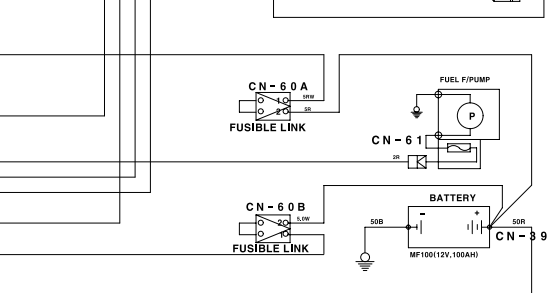 FUEL F/PUMP
CN-60A
1 5RW
2 5R
FUSIBLE LINK
P
CN-61
2R
CN-60B
2 5.0W
1
FUSIBLE LINK
BATTERY
- +
50B 50R
CN-39
MF100(12V,100AH)